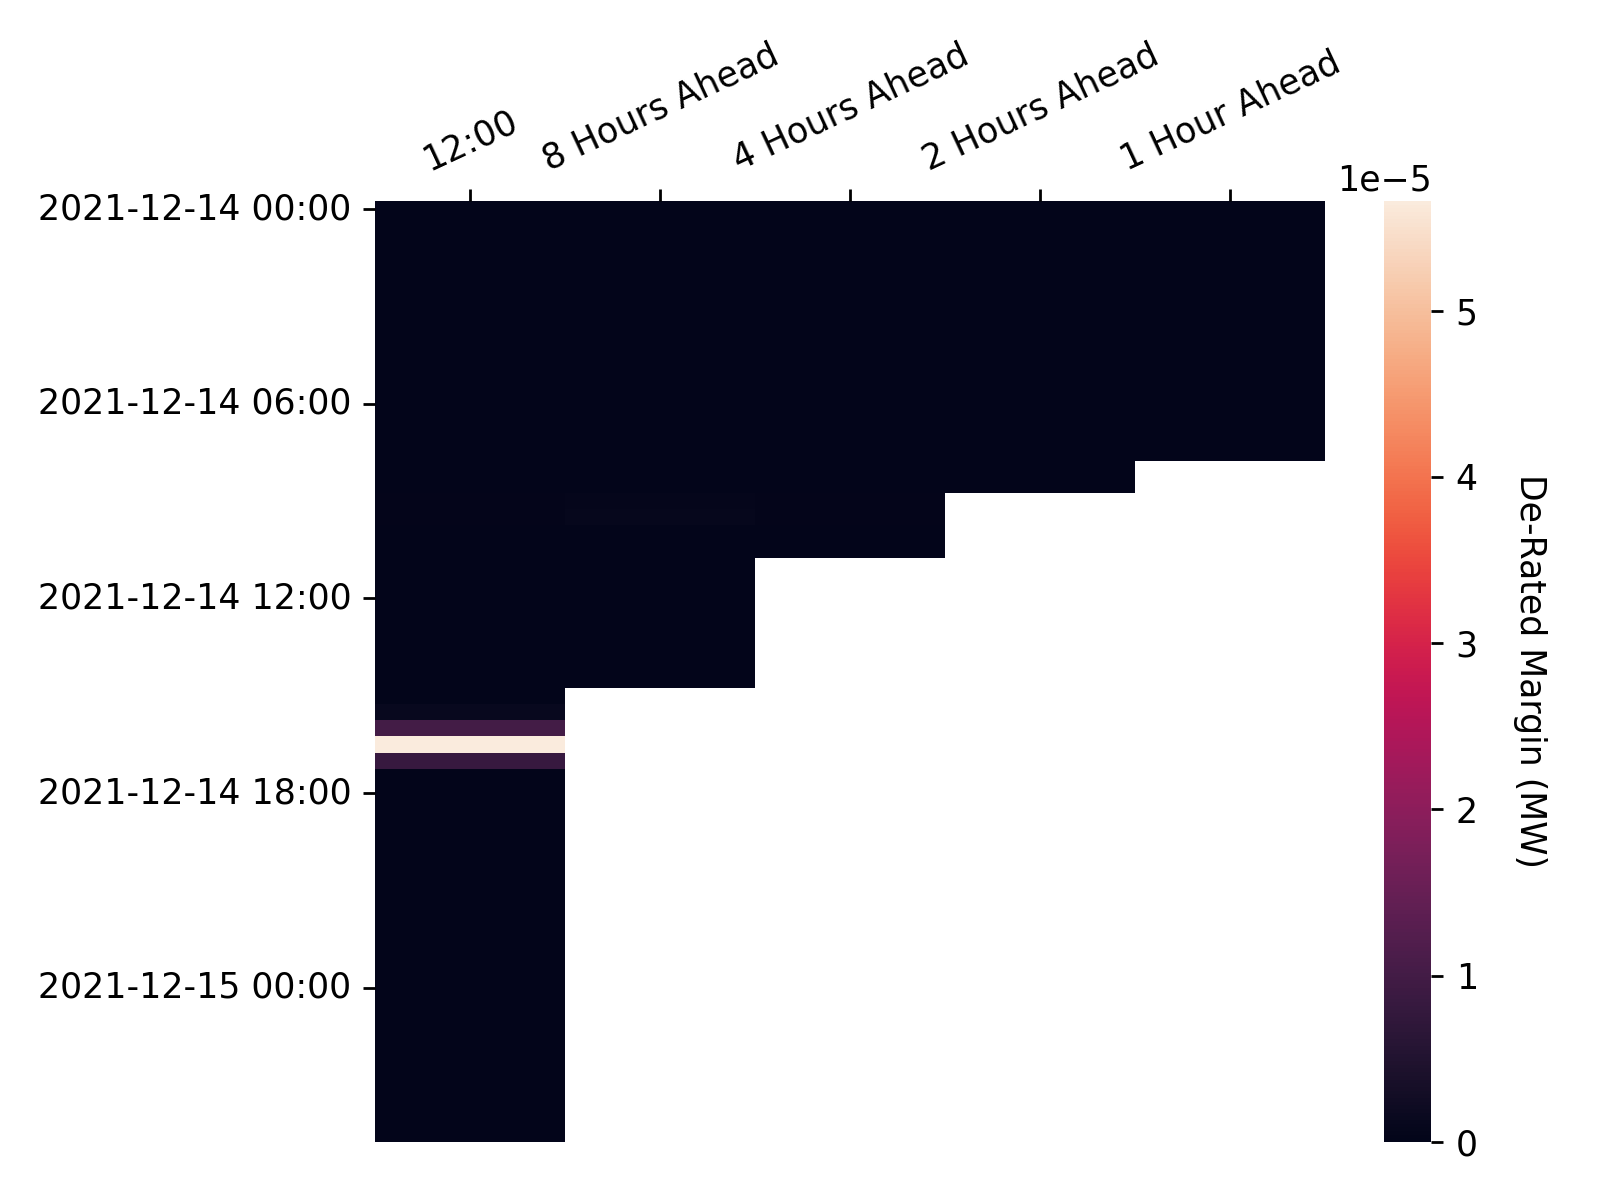 12:00
8 Hours Ahead
4 Hours Ahead
2 Hours Ahead
1 Hour Ahead
1e−5
2021-12-14 00:00
2021-12-14 06:00
2021-12-14 12:00
2021-12-14 18:00
2021-12-15 00:00
5
4
3
2
1
0
De-Rated Margin (MW)